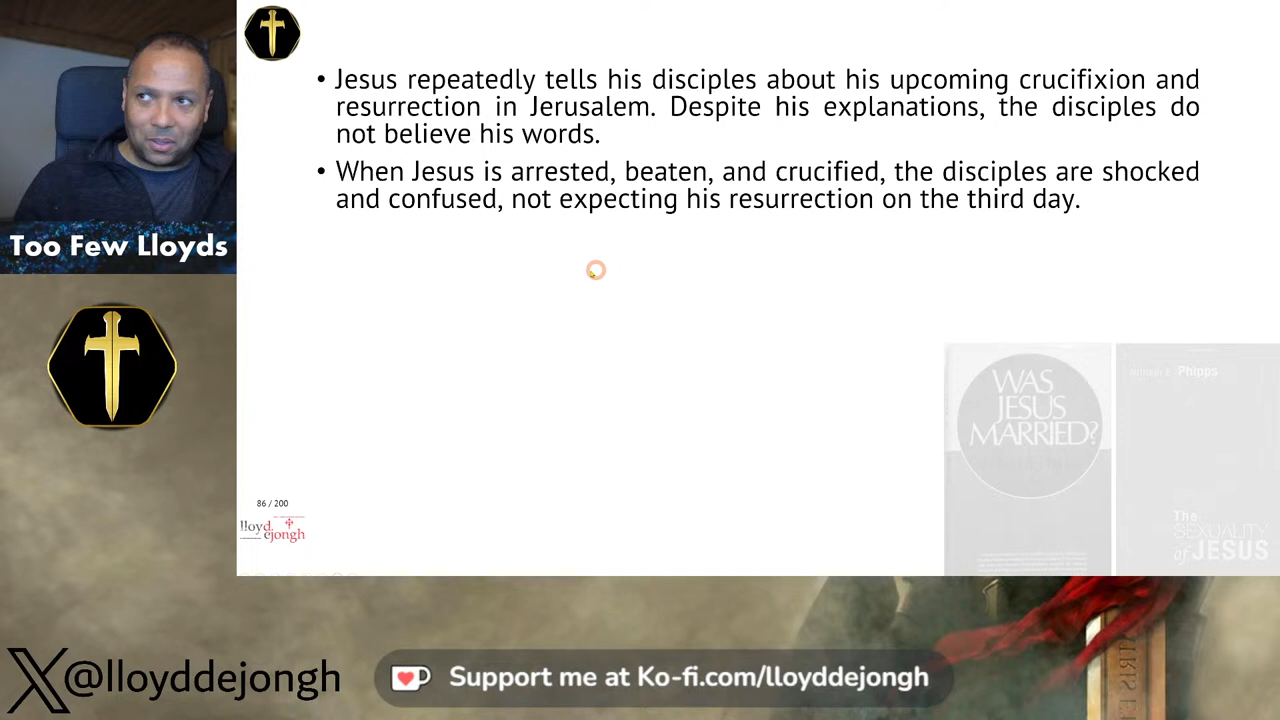 • Jesus repeatedly tells his disciples about his upcoming crucifixion and
resurrection in Jerusalem. Despite his explanations, the disciples do
not believe his words.
• When Jesus is arrested, beaten, and crucified, the disciples are shocked
and confused, not expecting his resurrection on the third day.
Too Few Lloyds
WAS
JESUS
MARRIED?
Phipps
The
SEXUALITY
of JESUS
86 / 200
lloyd
ejongh
X@lloyddejongh
Support me at Ko-fi.com/lloyddejongh